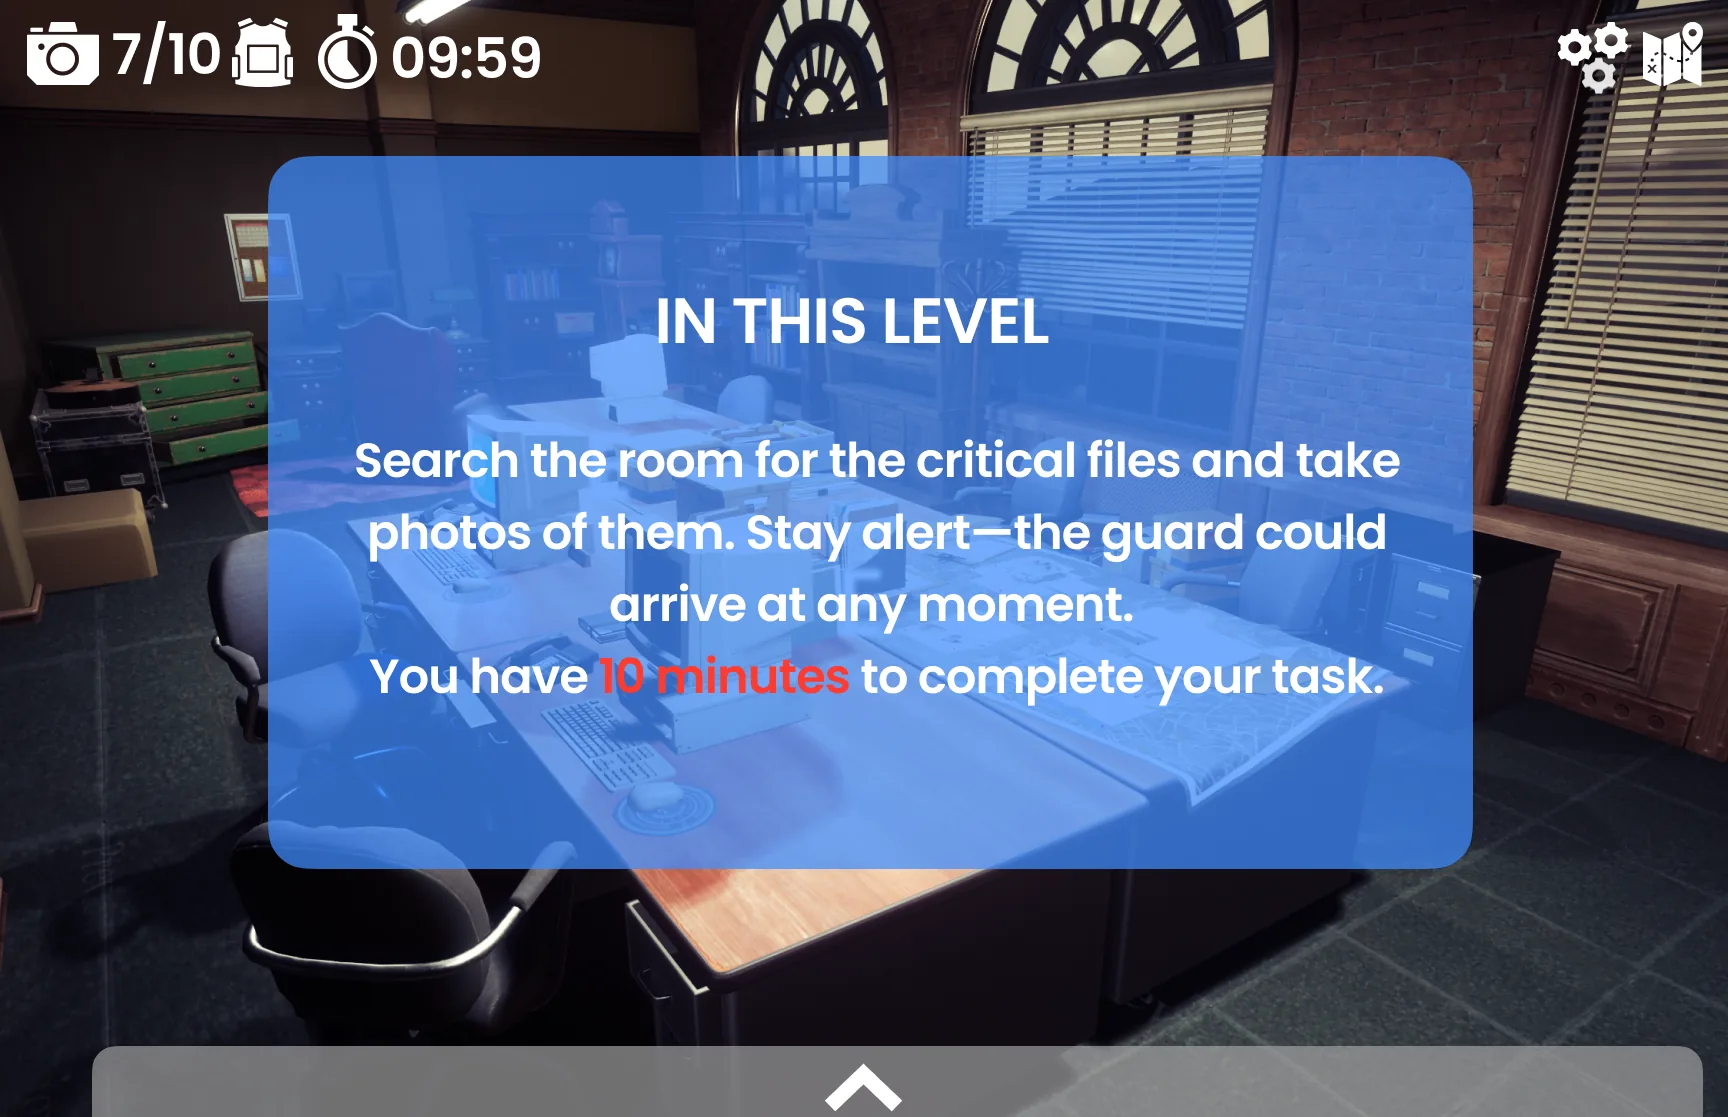 7/10 09:59
IN THIS LEVEL
Search the room for the critical files and take
photos of them. Stay alert—the guard could
arrive at any moment.
You have 10 minutes to complete your task.